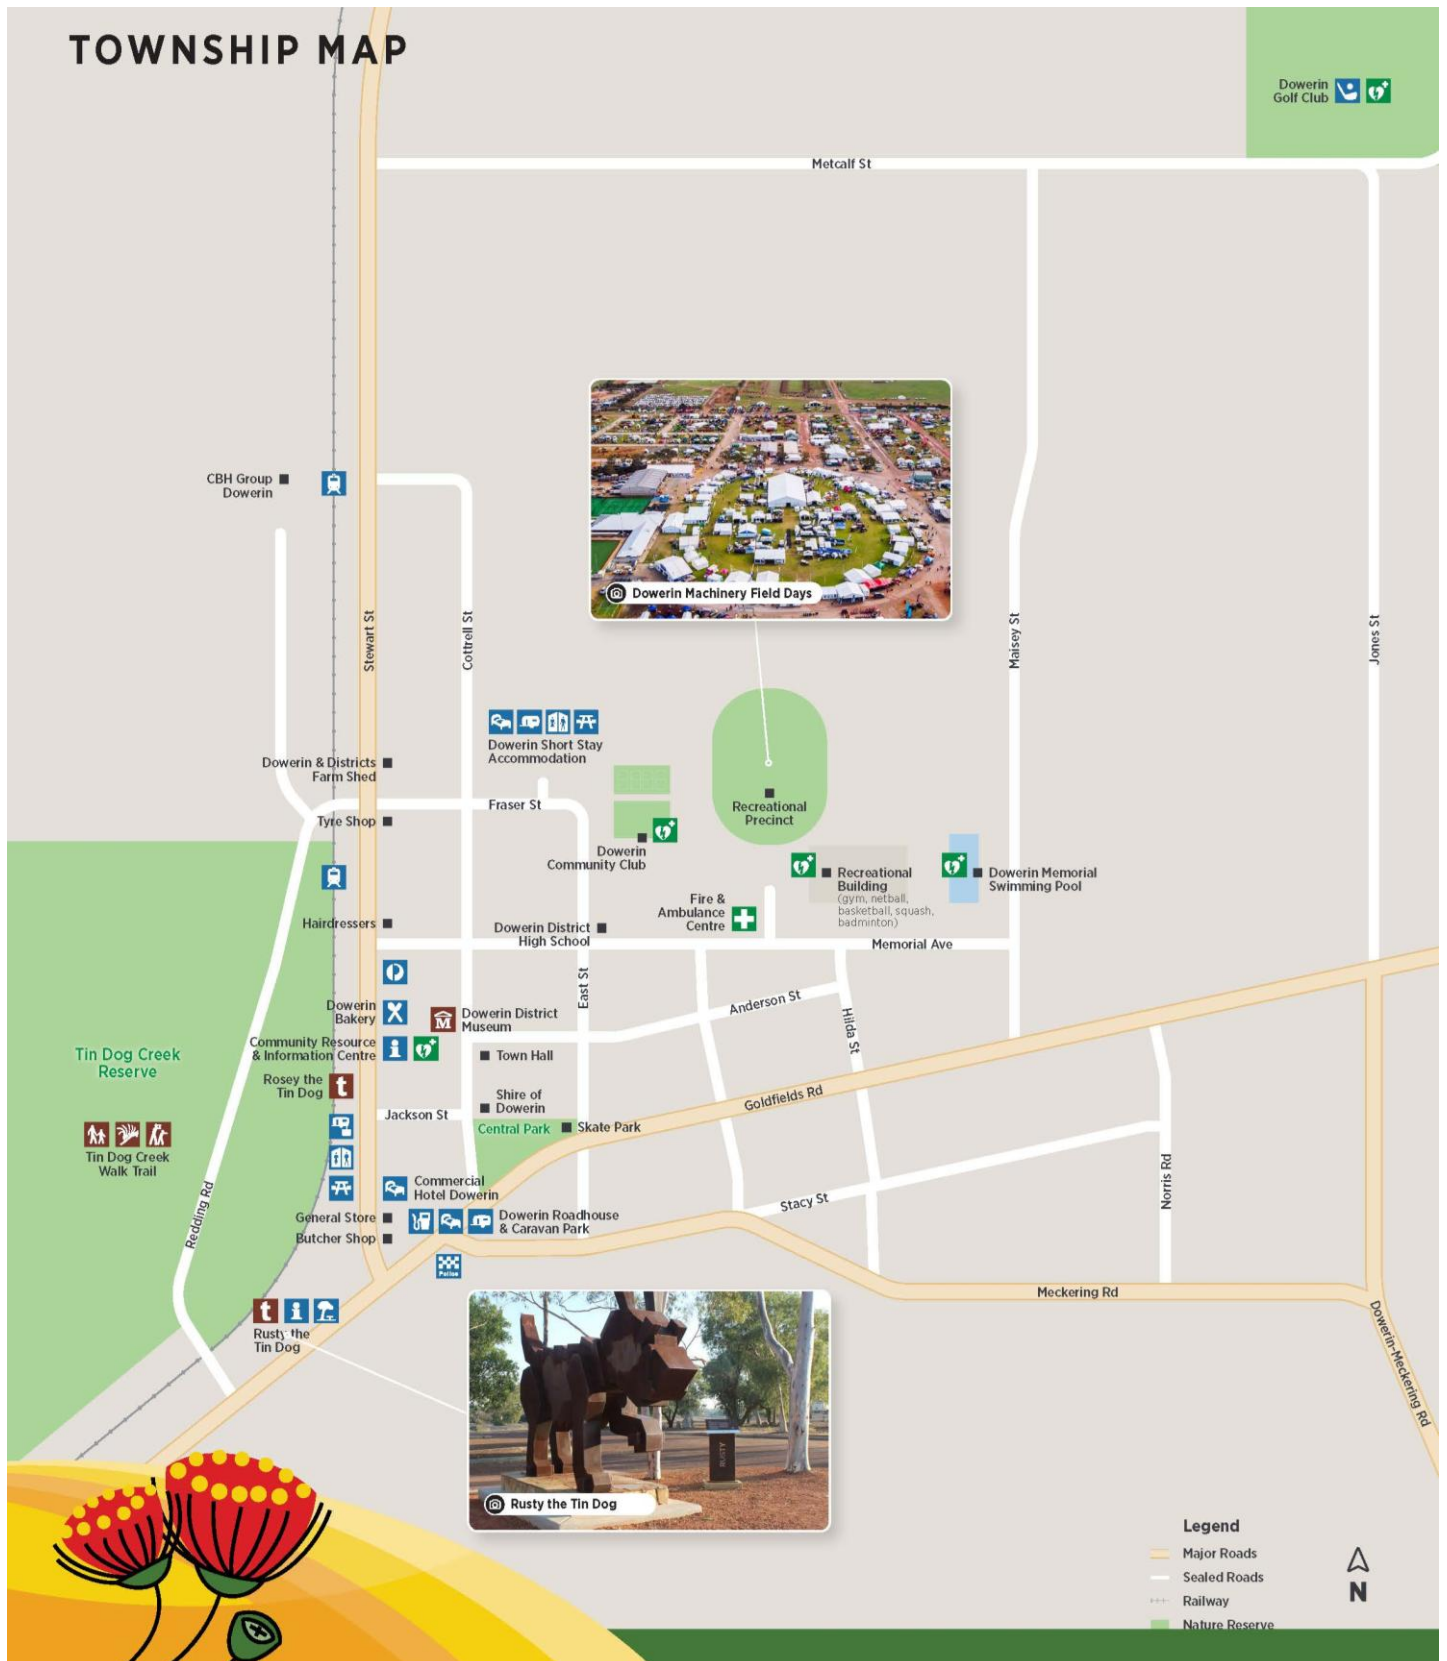 TOWNSHIP MAP
Dowerin
Golf Club
Metcalf St
CBH Group
Dowerin
Dowerin Machinery Field Days
Stewart St
Cottrell St
Maisey St
Jones St
Dowerin Short Stay
Accommodation
Dowerin & Districts
Farm Shed
Fraser St
Tyre Shop
Recreational
Precinct
Dowerin
Community Club
Recreational
Building
(gym, netball,
basketball, squash,
badminton)
Dowerin Memorial
Swimming Pool
Fire &
Ambulance
Centre
Hairdressers
Dowerin District
High School
Memorial Ave
East St
Anderson St
Hilda St
Dowerin
Bakery
M
Dowerin District
Museum
Community Resource
& Information Centre
i
Town Hall
Tin Dog Creek
Reserve
Rosey the
Tin Dog
t
Shire of
Dowerin
Jackson St
Central Park
Skate Park
Goldfields Rd
Tin Dog Creek
Walk Trail
Redding Rd
Commercial
Hotel Dowerin
Stacy St
Norris Rd
General Store
Butcher Shop
Dowerin Roadhouse
& Caravan Park
Police
Meckering Rd
t i
Rusty the
Tin Dog
Dowerin-Meckering Rd
RUSTY
Rusty the Tin Dog
Legend
Major Roads
Sealed Roads
Railway
Nature Reserve
N